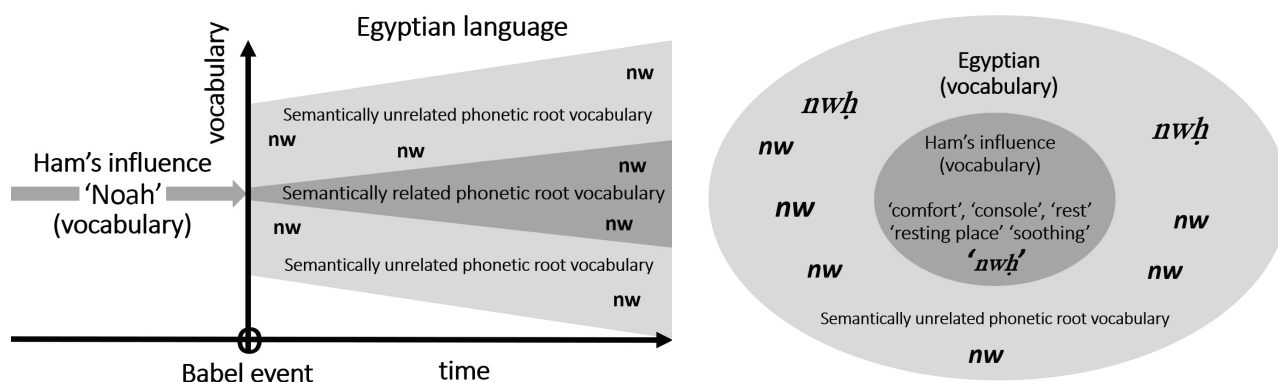 Egyptian language
vocabulary
nw
Semantically unrelated phonetic root vocabulary
nw
nw
Ham’s influence
‘Noah’
(vocabulary)
nw
Semantically related phonetic root vocabulary
nw
nw
Semantically unrelated phonetic root vocabulary
nw
Babel event
time
Egyptian
(vocabulary)
nwḥ
nwḥ
nw
Ham’s influence
(vocabulary)
nw
nw
‘comfort’, ‘console’, ‘rest’
‘resting place’ ‘soothing’
‘nwḥ’
nw
nw
Semantically unrelated phonetic root vocabulary
nw